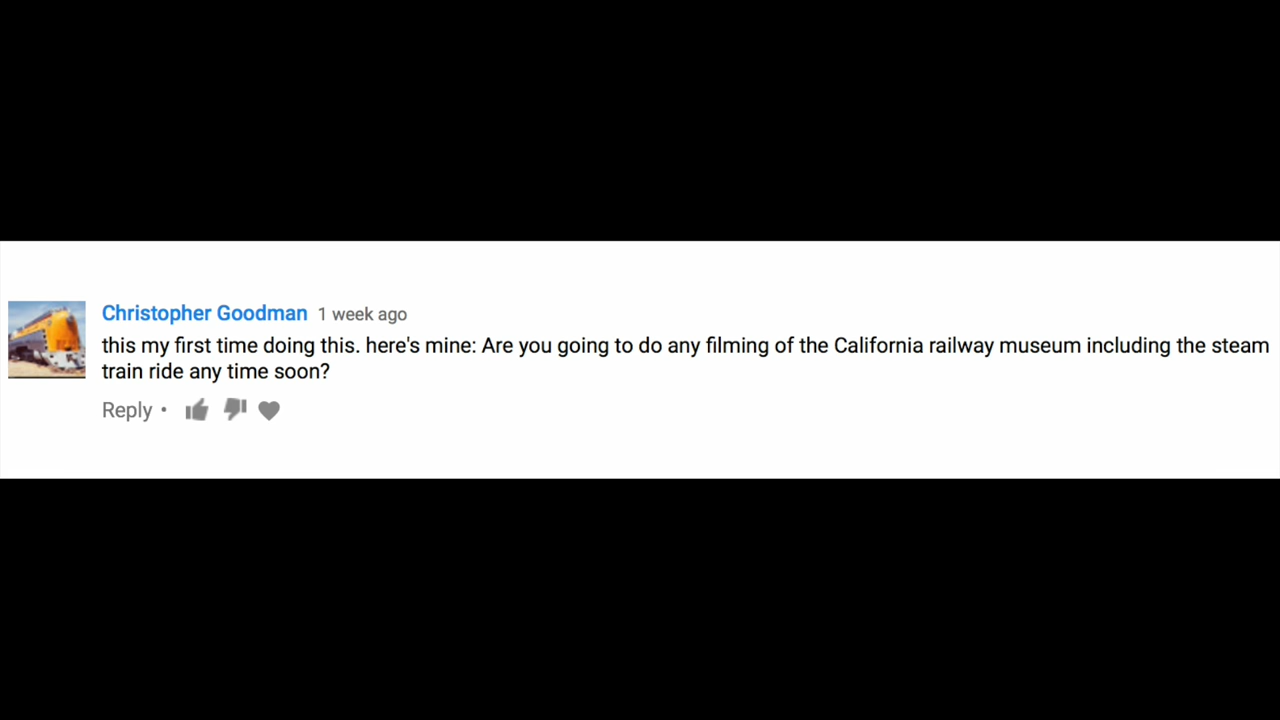 Christopher Goodman 1 week ago
this my first time doing this. here's mine: Are you going to do any filming of the California railway museum including the steam
train ride any time soon?
Reply •